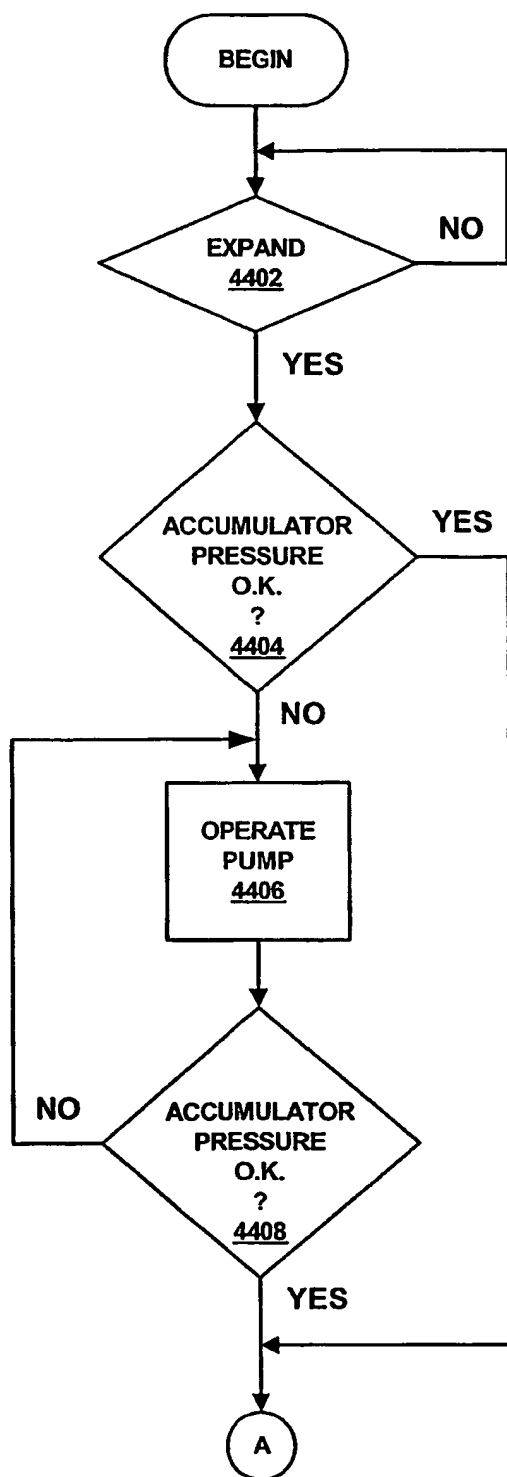 BEGIN
NO
EXPAND
4402
YES
ACCUMULATOR
PRESSURE
O.K.
?
4404
YES
NO
OPERATE
PUMP
4406
NO
ACCUMULATOR
PRESSURE
O.K.
?
4408
YES
A